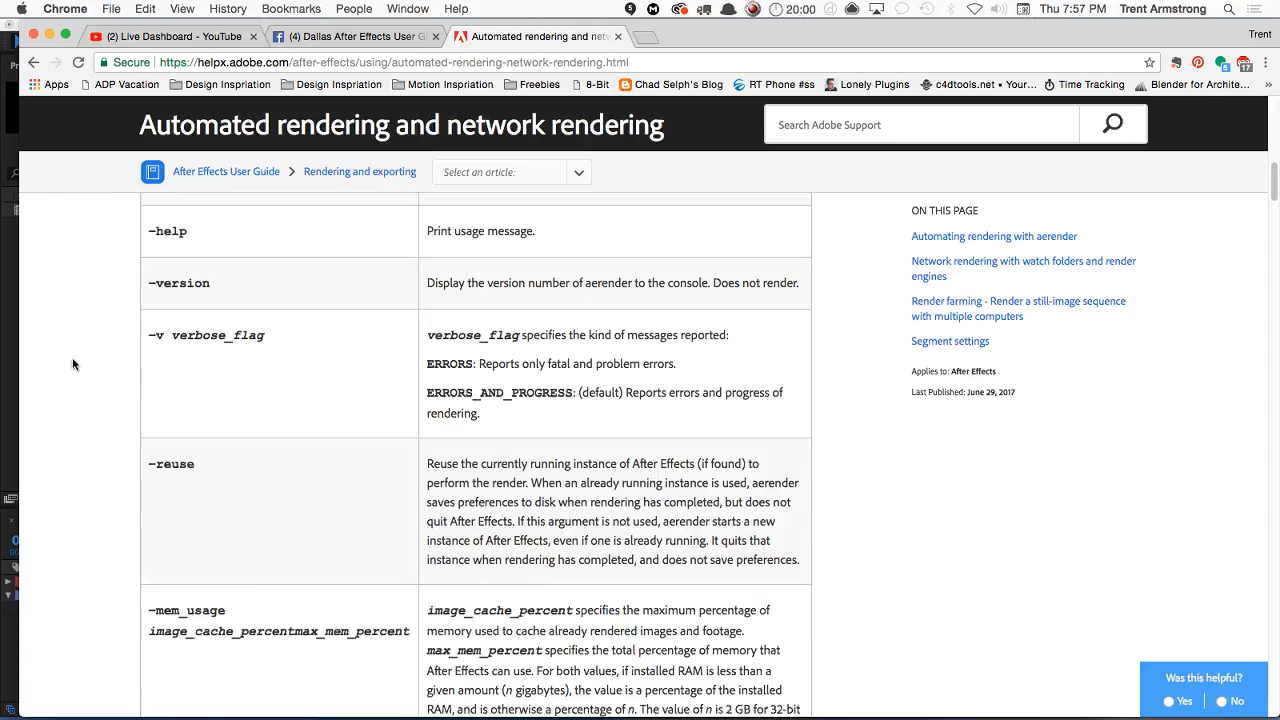 Chrome File Edit View History Bookmarks People Window Help 20:00 Thu 7:57 PM Trent Armstrong
(2) Live Dashboard - YouTube (4) Dallas After Effects User G Automated rendering and netw Trent
Secure https://helpx.adobe.com/after-effects/using/automated-rendering-network-rendering.html
Apps ADP Vacation Design Inspriation Design Inspriation Motion Inspriation Freebies 8-Bit Chad Selph's Blog RT Phone #ss Lonely Plugins c4dtools.net - Your... Time Tracking Blender for Archite... »
Automated rendering and network rendering
Search Adobe Support
After Effects User Guide Rendering and exporting Select an article:
–help
Print usage message.
–version
Display the version number of aerender to the console. Does not render.
–v verbose_flag
verbose_flag specifies the kind of messages reported:
ERRORS: Reports only fatal and problem errors.
ERRORS_AND_PROGRESS: (default) Reports errors and progress of
rendering.
–reuse
Reuse the currently running instance of After Effects (if found) to
perform the render. When an already running instance is used, aerender
saves preferences to disk when rendering has completed, but does not
quit After Effects. If this argument is not used, aerender starts a new
instance of After Effects, even if one is already running. It quits that
instance when rendering has completed, and does not save preferences.
–mem_usage
image_cache_percentmax_mem_percent
image_cache_percent specifies the maximum percentage of
memory used to cache already rendered images and footage.
max_mem_percent specifies the total percentage of memory that
After Effects can use. For both values, if installed RAM is less than a
given amount (n gigabytes), the value is a percentage of the installed
RAM, and is otherwise a percentage of n. The value of n is 2 GB for 32-bit
ON THIS PAGE
Automating rendering with aerender
Network rendering with watch folders and render
engines
Render farming - Render a still-image sequence
with multiple computers
Segment settings
Applies to: After Effects
Last Published: June 29, 2017
Was this helpful?
Yes No